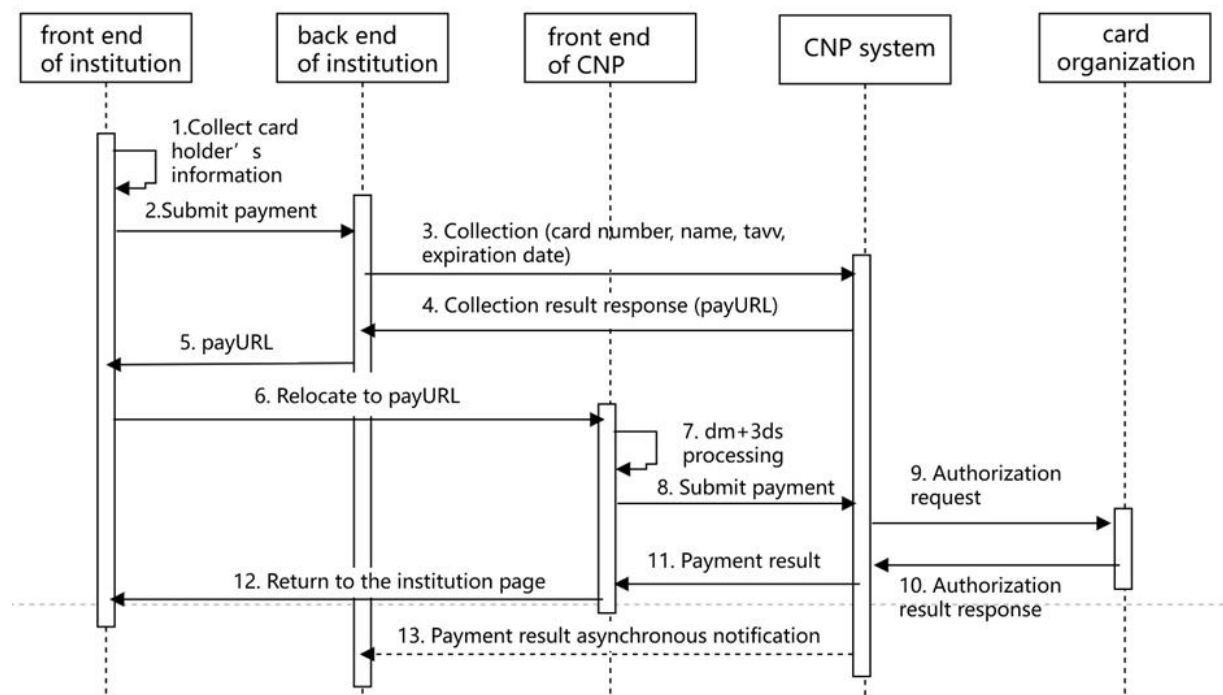 front end
of institution
back end
of institution
front end
of CNP
CNP system
card
organization
1.Collect card
holder’s
information
2.Submit payment
3. Collection (card number, name, tavv,
expiration date)
4. Collection result response (payURL)
5. payURL
6. Relocate to payURL
7. dm+3ds
processing
8. Submit payment
9. Authorization
request
11. Payment result
12. Return to the institution page
10. Authorization
result response
13. Payment result asynchronous notification